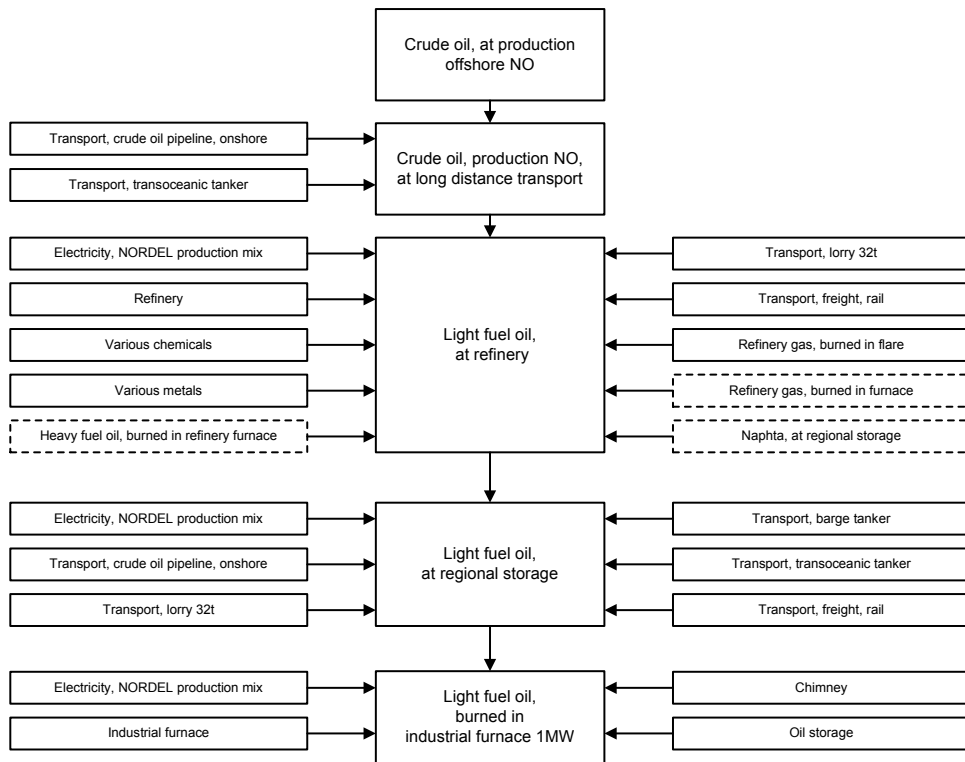 Crude oil, at production
offshore NO
Transport, crude oil pipeline, onshore
Transport, transoceanic tanker
Crude oil, production NO,
at long distance transport
Electricity, NORDEL production mix
Refinery
Various chemicals
Various metals
Heavy fuel oil, burned in refinery furnace
Light fuel oil,
at refinery
Transport, lorry 32t
Transport, freight, rail
Refinery gas, burned in flare
Refinery gas, burned in furnace
Naphta, at regional storage
Electricity, NORDEL production mix
Transport, crude oil pipeline, onshore
Transport, lorry 32t
Light fuel oil,
at regional storage
Transport, barge tanker
Transport, transoceanic tanker
Transport, freight, rail
Electricity, NORDEL production mix
Industrial furnace
Light fuel oil,
burned in
industrial furnace 1MW
Chimney
Oil storage